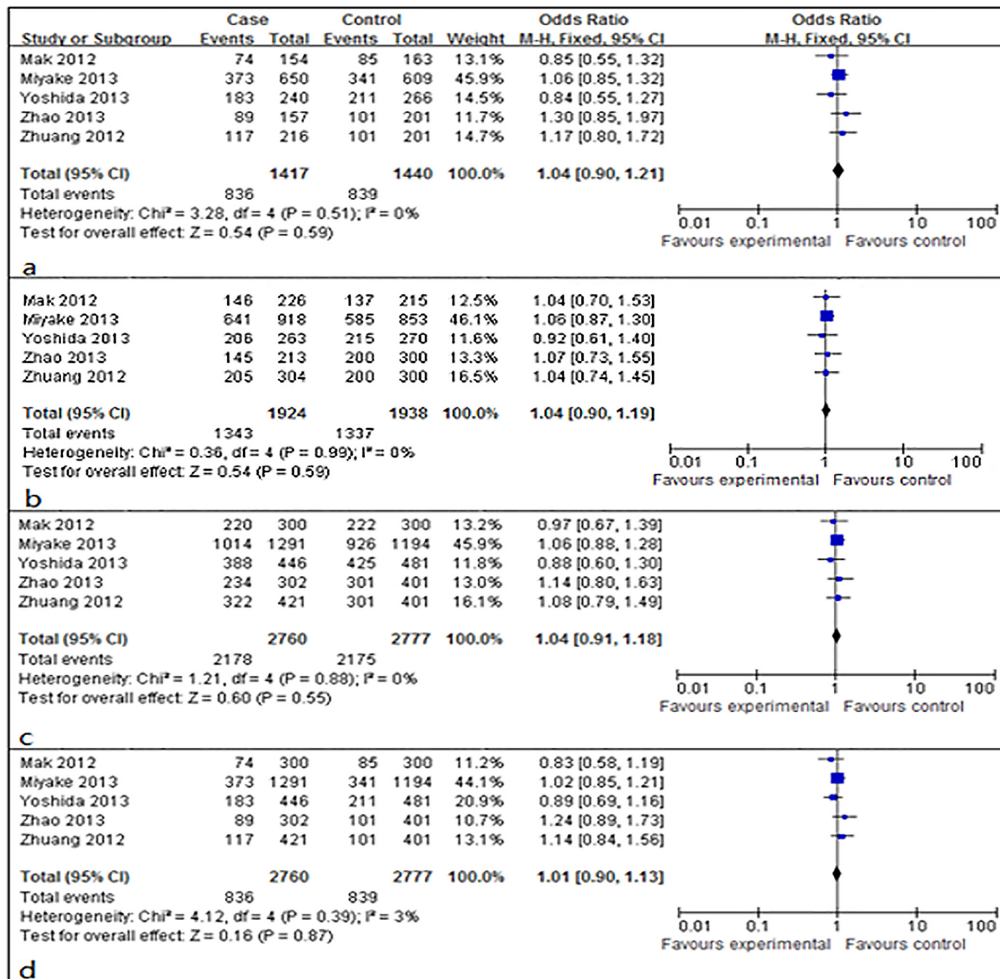 Case Control Odds Ratio Odds Ratio
Study or Subgroup Events Total Events Total Weight M-H, Fixed, 95% CI M-H, Fixed, 95% CI
Mak 2012 74 154 85 163 13.1% 0.85 [0.55, 1.32]
Miyake 2013 373 650 341 609 45.9% 1.06 [0.85, 1.32]
Yoshida 2013 183 240 211 266 14.5% 0.84 [0.55, 1.27]
Zhao 2013 89 157 101 201 11.7% 1.30 [0.85, 1.97]
Zhuang 2012 117 216 101 201 14.7% 1.17 [0.80, 1.72]
Total (95% CI) 1417 1440 100.0% 1.04 [0.90, 1.21]
Total events 836 839
Heterogeneity: Chi² = 3.28, df = 4 (P = 0.51); I² = 0%
Test for overall effect: Z = 0.54 (P = 0.59)
0.01 0.1 1 10 100
Favours experimental Favours control
a
Mak 2012 146 226 137 215 12.5% 1.04 [0.70, 1.53]
Miyake 2013 641 918 585 853 46.1% 1.06 [0.87, 1.30]
Yoshida 2013 206 263 215 270 11.6% 0.92 [0.61, 1.40]
Zhao 2013 145 213 200 300 13.3% 1.07 [0.73, 1.55]
Zhuang 2012 205 304 200 300 16.5% 1.04 [0.74, 1.45]
Total (95% CI) 1924 1938 100.0% 1.04 [0.90, 1.19]
Total events 1343 1337
Heterogeneity: Chi² = 0.36, df = 4 (P = 0.99); I² = 0%
Test for overall effect: Z = 0.54 (P = 0.59)
0.01 0.1 1 10 100
Favours experimental Favours control
b
Mak 2012 220 300 222 300 13.2% 0.97 [0.67, 1.39]
Miyake 2013 1014 1291 926 1194 45.9% 1.06 [0.88, 1.28]
Yoshida 2013 388 446 425 481 11.8% 0.88 [0.60, 1.30]
Zhao 2013 234 302 301 401 13.0% 1.14 [0.80, 1.63]
Zhuang 2012 322 421 301 401 16.1% 1.08 [0.79, 1.49]
Total (95% CI) 2760 2777 100.0% 1.04 [0.91, 1.18]
Total events 2178 2175
Heterogeneity: Chi² = 1.21, df = 4 (P = 0.88); I² = 0%
Test for overall effect: Z = 0.60 (P = 0.55)
0.01 0.1 1 10 100
Favours experimental Favours control
c
Mak 2012 74 300 85 300 11.2% 0.83 [0.58, 1.19]
Miyake 2013 373 1291 341 1194 44.1% 1.02 [0.85, 1.21]
Yoshida 2013 183 446 211 481 20.9% 0.89 [0.69, 1.16]
Zhao 2013 89 302 101 401 10.7% 1.24 [0.89, 1.73]
Zhuang 2012 117 421 101 401 13.1% 1.14 [0.84, 1.56]
Total (95% CI) 2760 2777 100.0% 1.01 [0.90, 1.13]
Total events 836 839
Heterogeneity: Chi² = 4.12, df = 4 (P = 0.39); I² = 3%
Test for overall effect: Z = 0.16 (P = 0.87)
0.01 0.1 1 10 100
Favours experimental Favours control
d